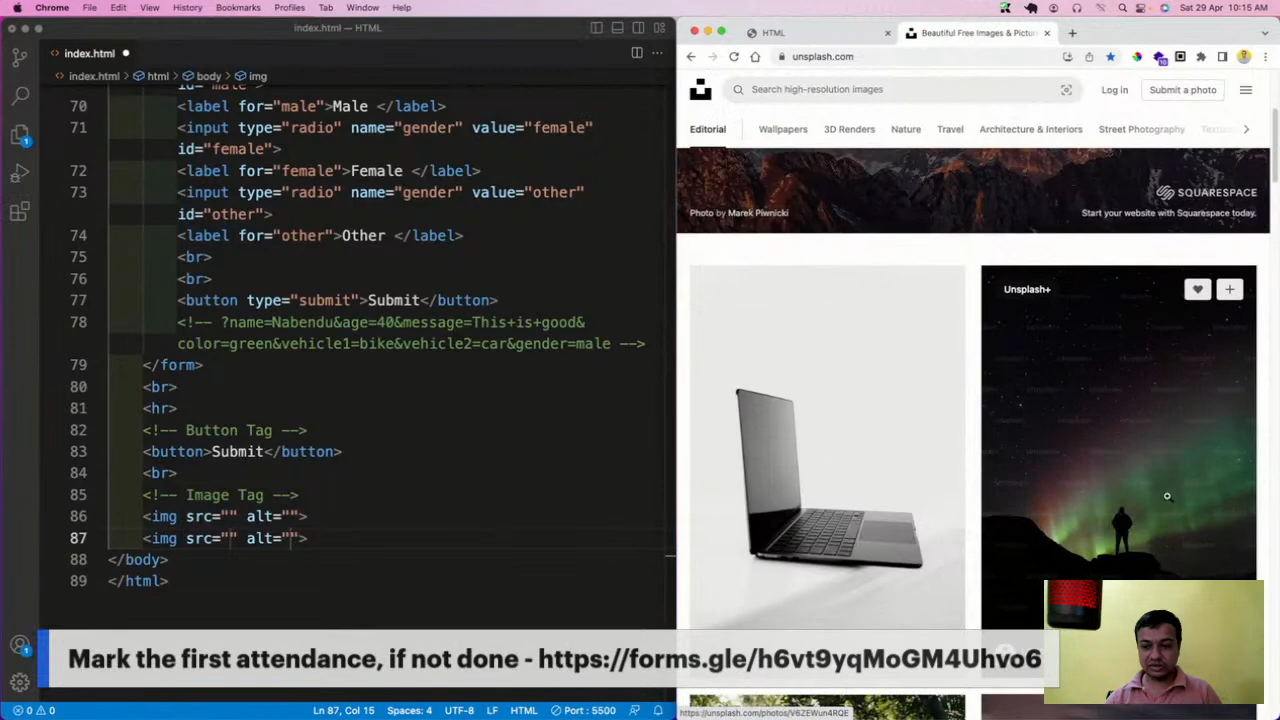 Chrome File Edit View History Bookmarks Profiles Tab Window Help
Sat 29 Apr 10:15 AM
index.html — HTML
index.html
index.html > html > body > img
id="male">
70 <label for="male">Male </label>
71 <input type="radio" name="gender" value="female"
id="female">
72 <label for="female">Female </label>
73 <input type="radio" name="gender" value="other"
id="other">
74 <label for="other">Other </label>
75 <br>
76 <br>
77 <button type="submit">Submit</button>
78 <!-- ?name=Nabendu&age=40&message=This+is+good&
color=green&vehicle1=bike&vehicle2=car&gender=male -->
79 </form>
80 <br>
81 <hr>
82 <!-- Button Tag -->
83 <button>Submit</button>
84 <br>
85 <!-- Image Tag -->
86 <img src="" alt="">
87 <img src="" alt="">
88 </body>
89 </html>
0 0 Ln 87, Col 15 Spaces: 4 UTF-8 LF HTML Port : 5500
HTML
Beautiful Free Images & Pictur
unsplash.com
Search high-resolution images
Log in
Submit a photo
Editorial Wallpapers 3D Renders Nature Travel Architecture & Interiors Street Photography
SQUARESPACE
Photo by Marek Piwnicki
Start your website with Squarespace today.
Unsplash+
Mark the first attendance, if not done - https://forms.gle/h6vt9yqMoGM4Uhvo6
https://unsplash.com/photos/V6ZEWun4RQE